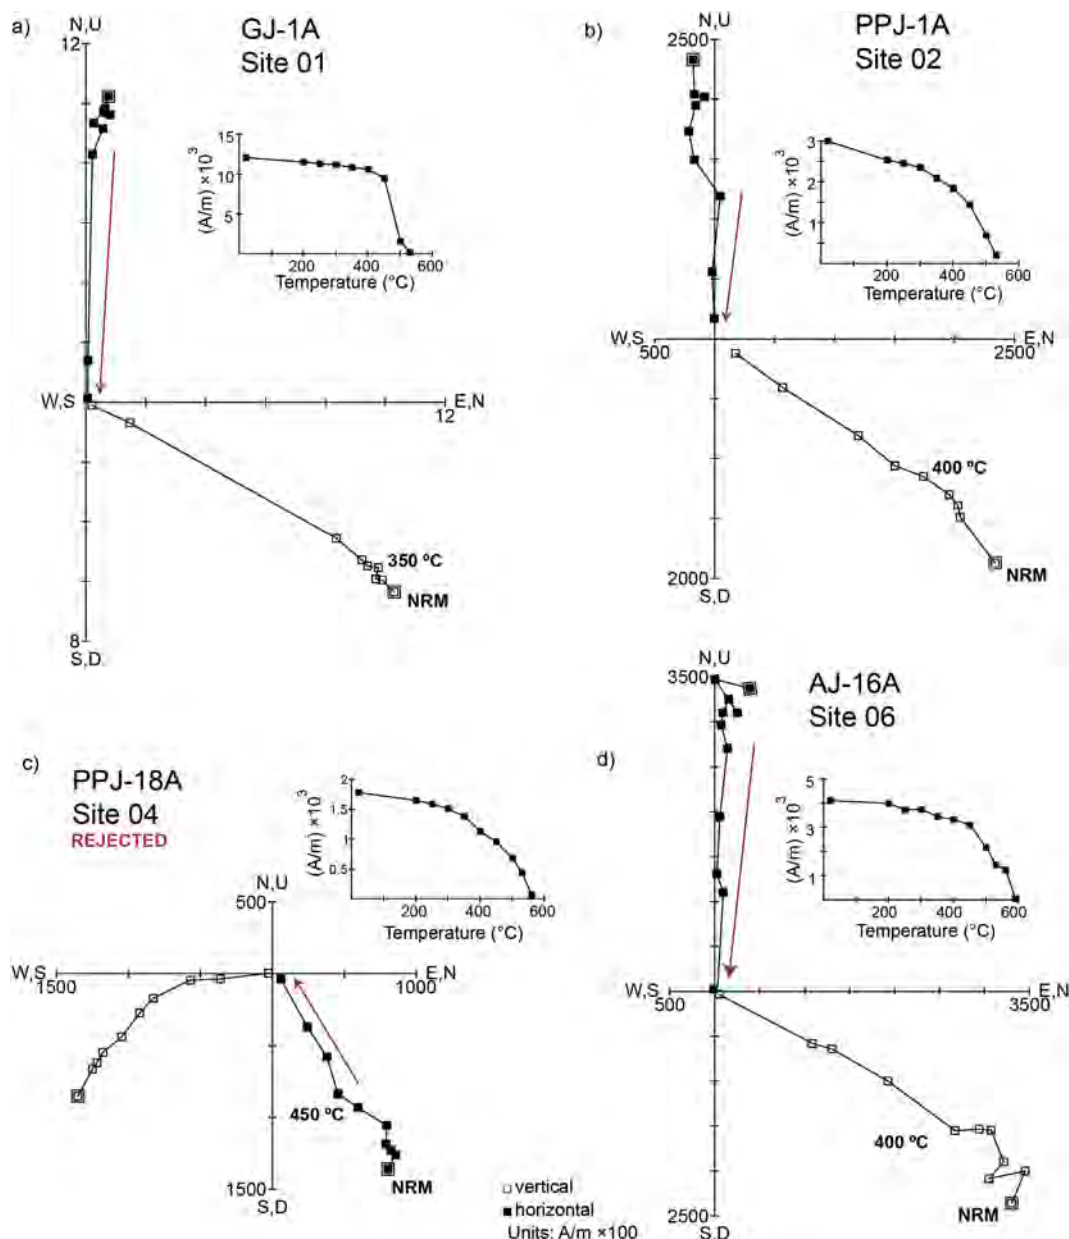 a)
GJ-1A
Site 01
N,U
12
15
10
5
(A/m) ×10³
200 400 600
Temperature (°C)
W,S
E,N
12
350 ºC
NRM
8
S,D
b)
PPJ-1A
Site 02
N,U
2500
3
2
1
(A/m) ×10³
200 400 600
Temperature (°C)
W,S
500
E,N
2500
400 ºC
NRM
2000
S,D
c)
PPJ-18A
Site 04
REJECTED
2
1.5
1
0.5
(A/m) ×10³
200 400 600
Temperature (°C)
N,U
500
W,S
1500
E,N
1000
450 ºC
NRM
1500
S,D
vertical
horizontal
Units: A/m ×100
d)
AJ-16A
Site 06
N,U
3500
5
3
1
(A/m) ×10³
200 400 600
Temperature (°C)
W,S
500
E,N
3500
400 ºC
NRM
2500
S,D